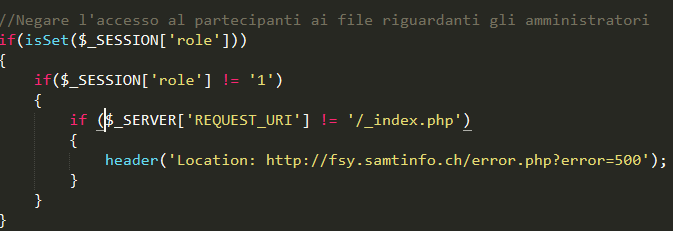 //Negare l'accesso al partecipanti ai file riguardanti gli amministratori
if(isSet($_SESSION['role']))
{
    if($_SESSION['role'] != '1')
    {
        if ($_SERVER['REQUEST_URI'] != '/_index.php')
        {
            header('Location: http://fsy.samtinfo.ch/error.php?error=500');
        }
    }
}